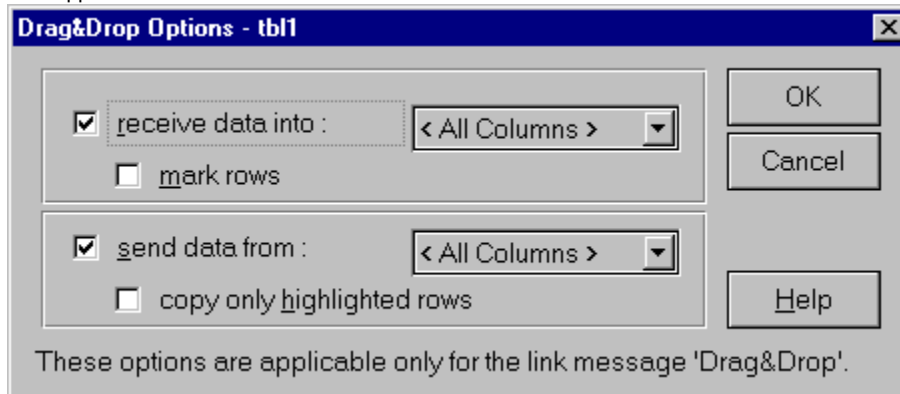 Drag&Drop Options - tbl1
receive data into :
< All Columns >
mark rows
send data from :
< All Columns >
copy only highlighted rows
OK
Cancel
Help
These options are applicable only for the link message 'Drag&Drop'.